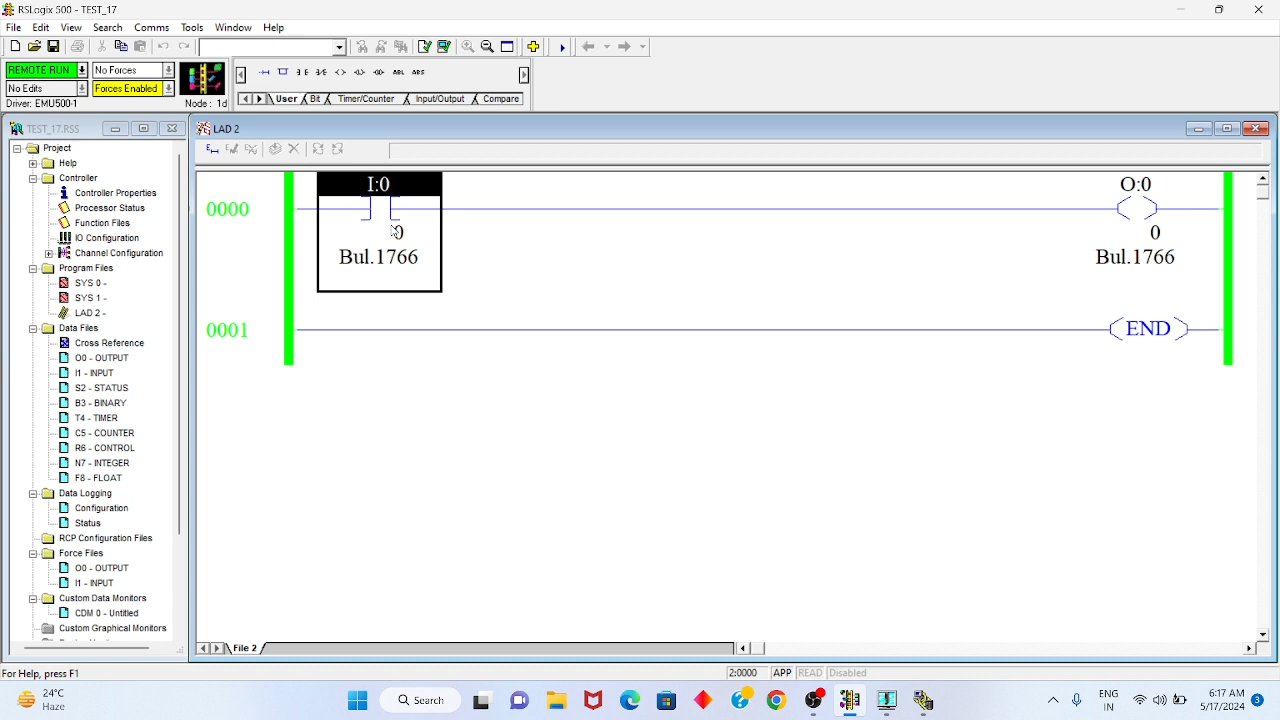 RSLogix 500 - TEST_17
File Edit View Search Comms Tools Window Help
REMOTE RUN No Forces
No Edits Forces Enabled
Driver: EMU500-1 Node: 1d
User Bit Timer/Counter Input/Output Compare
TEST_17.RSS
Project
Help
Controller
Controller Properties
Processor Status
Function Files
IO Configuration
Channel Configuration
Program Files
SYS 0 -
SYS 1 -
LAD 2 -
Data Files
Cross Reference
O0 - OUTPUT
I1 - INPUT
S2 - STATUS
B3 - BINARY
T4 - TIMER
C5 - COUNTER
R6 - CONTROL
N7 - INTEGER
F8 - FLOAT
Data Logging
Configuration
Status
RCP Configuration Files
Force Files
O0 - OUTPUT
I1 - INPUT
Custom Data Monitors
CDM 0 - Untitled
Custom Graphical Monitors
LAD 2
I:0 O:0
0000
0 0
Bul.1766 Bul.1766
0001 END
File 2
For Help, press F1 2:0000 APP READ Disabled
24°C
Haze
Search
ENG
IN
6:17 AM
5/17/2024
3